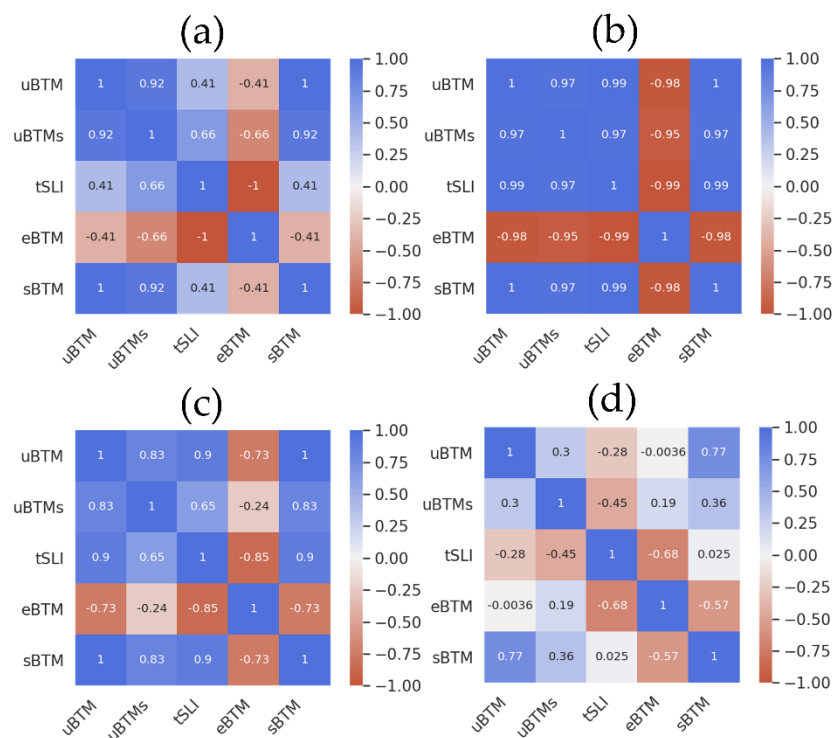 (a)
uBTM 1 0.92 0.41 -0.41 1
uBTMs 0.92 1 0.66 -0.66 0.92
tSLI 0.41 0.66 1 -1 0.41
eBTM -0.41 -0.66 -1 1 -0.41
sBTM 1 0.92 0.41 -0.41 1
uBTM uBTMs tSLI eBTM sBTM
1.00
0.75
0.50
0.25
0.00
−0.25
−0.50
−0.75
−1.00
(b)
uBTM 1 0.97 0.99 -0.98 1
uBTMs 0.97 1 0.97 -0.95 0.97
tSLI 0.99 0.97 1 -0.99 0.99
eBTM -0.98 -0.95 -0.99 1 -0.98
sBTM 1 0.97 0.99 -0.98 1
uBTM uBTMs tSLI eBTM sBTM
1.00
0.75
0.50
0.25
0.00
−0.25
−0.50
−0.75
−1.00
(c)
uBTM 1 0.83 0.9 -0.73 1
uBTMs 0.83 1 0.65 -0.24 0.83
tSLI 0.9 0.65 1 -0.85 0.9
eBTM -0.73 -0.24 -0.85 1 -0.73
sBTM 1 0.83 0.9 -0.73 1
uBTM uBTMs tSLI eBTM sBTM
1.00
0.75
0.50
0.25
0.00
−0.25
−0.50
−0.75
−1.00
(d)
uBTM 1 0.3 -0.28 -0.0036 0.77
uBTMs 0.3 1 -0.45 0.19 0.36
tSLI -0.28 -0.45 1 -0.68 0.025
eBTM -0.0036 0.19 -0.68 1 -0.57
sBTM 0.77 0.36 0.025 -0.57 1
uBTM uBTMs tSLI eBTM sBTM
1.00
0.75
0.50
0.25
0.00
−0.25
−0.50
−0.75
−1.00